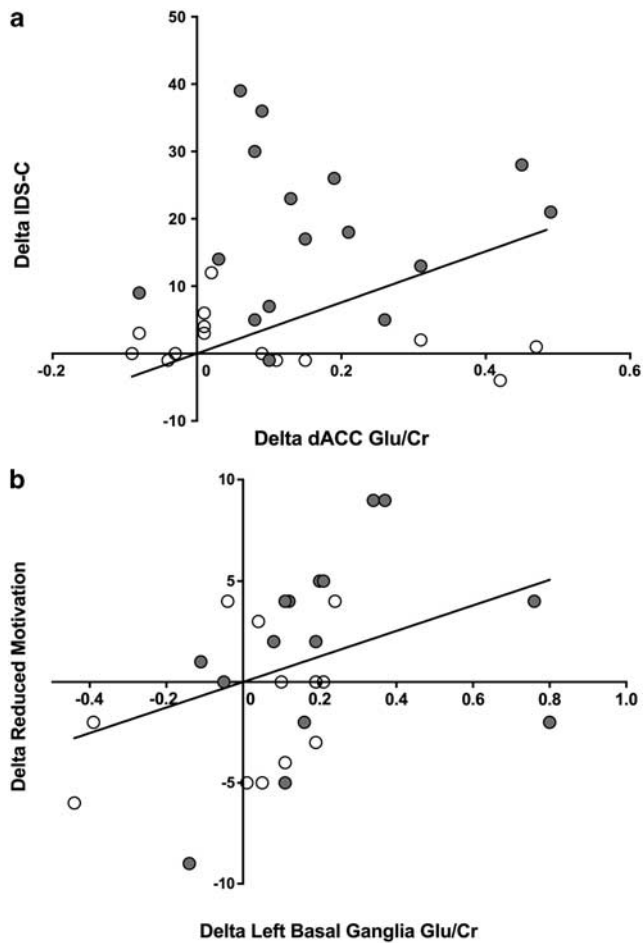 a
50
40
30
20
10
-10
Delta IDS-C
-0.2 0 0.2 0.4 0.6
Delta dACC Glu/Cr
b
10
5
-5
-10
Delta Reduced Motivation
-0.4 -0.2 0 0.2 0.4 0.6 0.8 1.0
Delta Left Basal Ganglia Glu/Cr